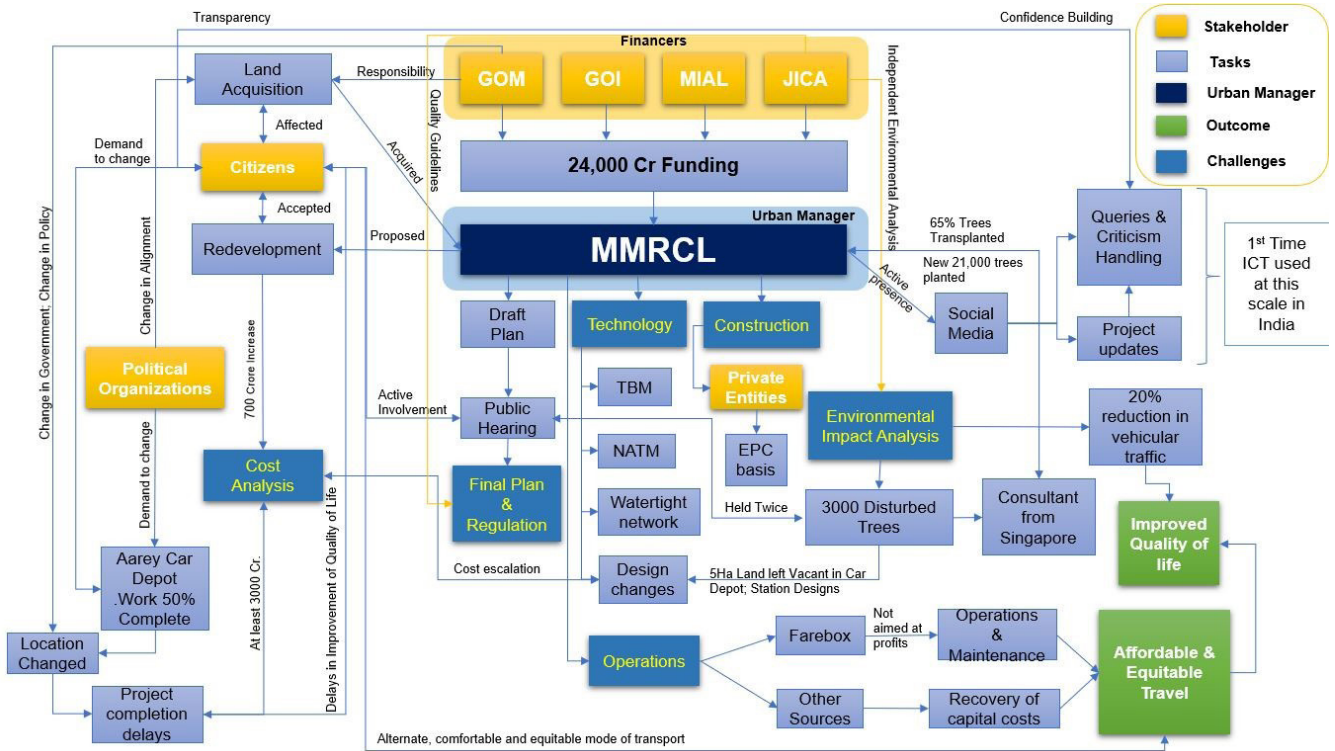 Transparency
Confidence Building
Stakeholder
Tasks
Urban Manager
Outcome
Challenges
Financers
GOM
GOI
MIAL
JICA
Land
Acquisition
Responsibility
Quality Guidelines
Independent Environmental Analysis
Affected
Demand
to change
Citizens
Acquired
24,000 Cr Funding
Accepted
Redevelopment
Proposed
Urban Manager
MMRCL
65% Trees
Transplanted
New 21,000 trees
planted
Active
presence
Queries &
Criticism
Handling
1st Time
ICT used
at this
scale in
India
Social
Media
Project
updates
Change in Government; Change in Policy
Change in Alignment
Draft
Plan
Technology
Construction
Political
Organizations
700 Crore Increase
Active
Involvement
TBM
Private
Entities
Public
Hearing
NATM
EPC
basis
Environmental
Impact Analysis
20%
reduction in
vehicular
traffic
Demand to change
Cost
Analysis
Final Plan
&
Regulation
Watertight
network
Held Twice
3000 Disturbed
Trees
Consultant
from
Singapore
Improved
Quality of
life
Aarey Car
Depot
.Work 50%
Complete
At least 3000 Cr.
Delays in Improvement of Quality of Life
Cost escalation
Design
changes
5Ha Land left Vacant in Car
Depot; Station Designs
Location
Changed
Operations
Farebox
Not
aimed at
profits
Operations
&
Maintenance
Affordable &
Equitable
Travel
Project
completion
delays
Other
Sources
Recovery of
capital costs
Alternate, comfortable and equitable mode of transport